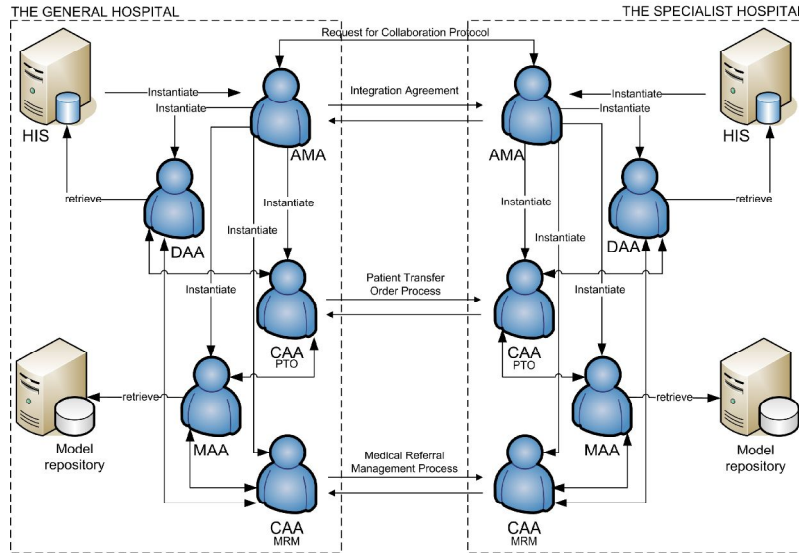 THE GENERAL HOSPITAL
THE SPECIALIST HOSPITAL
Request for Collaboration Protocol
Instantiate
Instantiate
HIS
AMA
Integration Agreement
AMA
Instantiate
Instantiate
HIS
retrieve
DAA
Instantiate
Instantiate
Instantiate
Instantiate
retrieve
DAA
Instantiate
CAA
PTO
Patient Transfer
Order Process
CAA
PTO
Instantiate
Model
repository
retrieve
MAA
MAA
retrieve
Model
repository
CAA
MRM
Medical Referral
Management Process
CAA
MRM